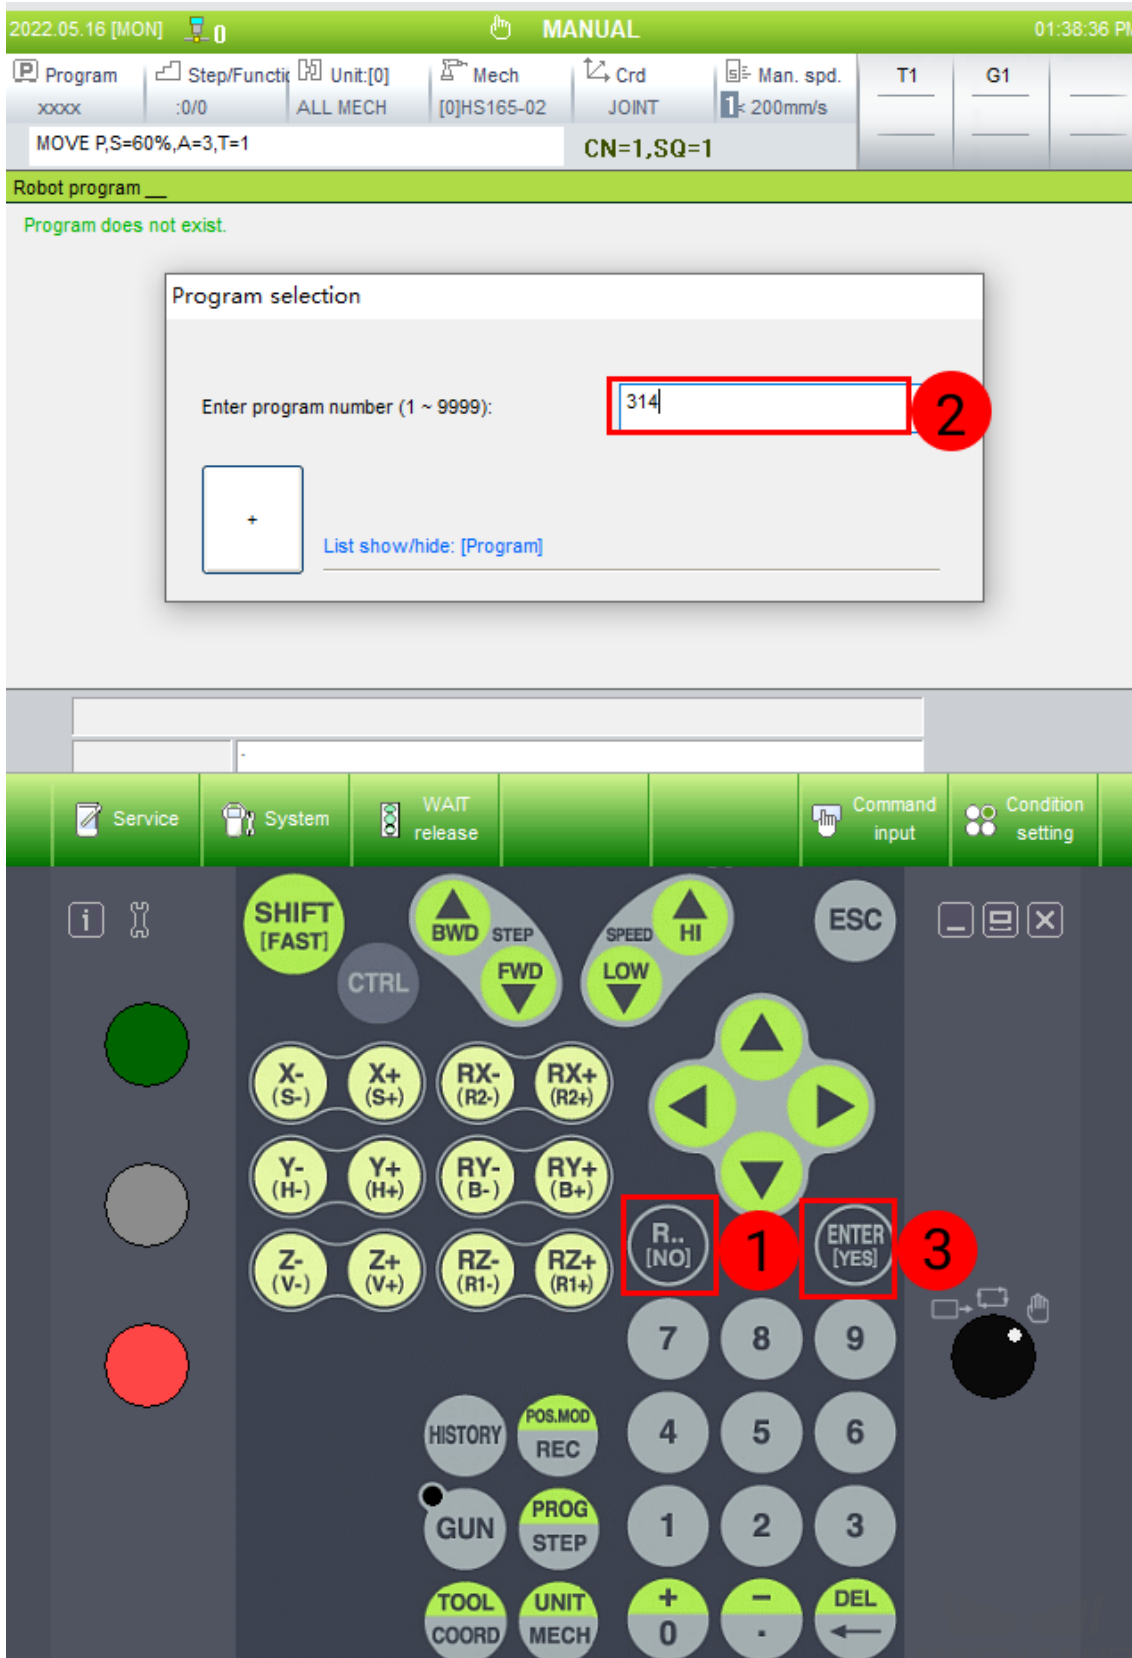 2022.05.16 [MON] 0 MANUAL 01:38:36 PM
Program Step/Functio Unit:[0] Mech Crd Man. spd. T1 G1
xxxx :0/0 ALL MECH [0]HS165-02 JOINT 1< 200mm/s
MOVE P,S=60%,A=3,T=1
CN=1,SQ=1
Robot program __
Program does not exist.
Program selection
Enter program number (1 ~ 9999):
314
2
+
List show/hide: [Program]
-
Service
System
WAIT
release
Command
input
Condition
setting
SHIFT
[FAST]
CTRL
BWD STEP
FWD
SPEED HI
LOW
ESC
X-
(S-)
X+
(S+)
RX-
(R2-)
RX+
(R2+)
Y-
(H-)
Y+
(H+)
RY-
(B-)
RY+
(B+)
Z-
(V-)
Z+
(V+)
RZ-
(R1-)
RZ+
(R1+)
R..
[NO]
1
ENTER
[YES]
3
7 8 9
HISTORY
POS.MOD
REC
4 5 6
GUN
PROG
STEP
1 2 3
TOOL
COORD
UNIT
MECH
+
0
-
.
DEL